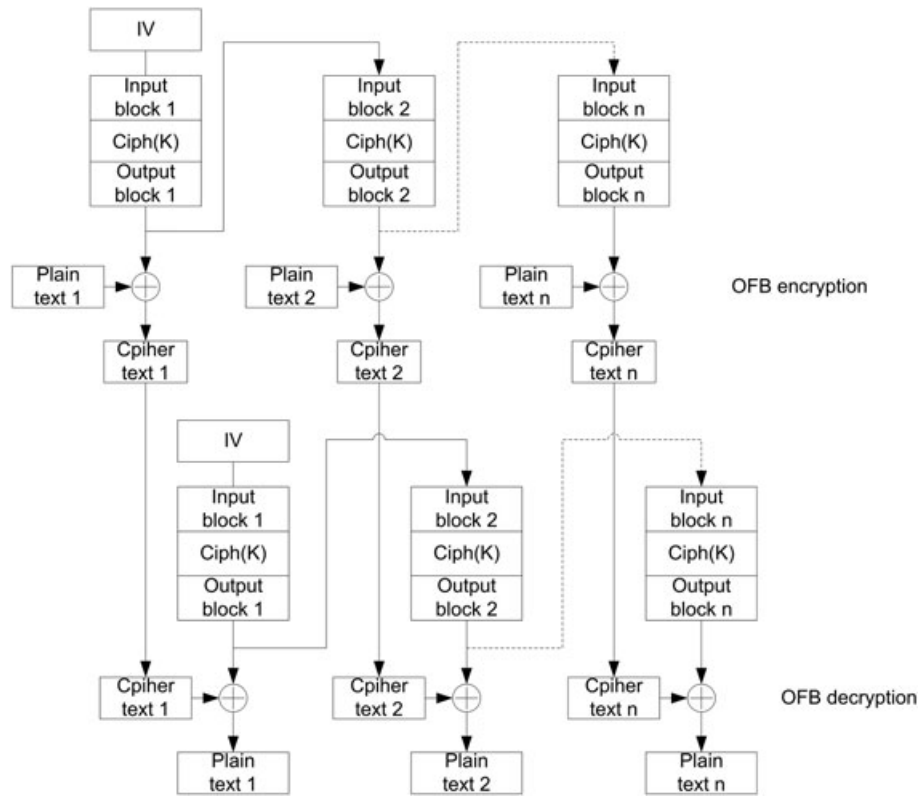 IV
Input
block 1
Ciph(K)
Output
block 1
Input
block 2
Ciph(K)
Output
block 2
Input
block n
Ciph(K)
Output
block n
Plain
text 1
Plain
text 2
Plain
text n
OFB encryption
Cpiher
text 1
Cpiher
text 2
Cpiher
text n
IV
Input
block 1
Ciph(K)
Output
block 1
Input
block 2
Ciph(K)
Output
block 2
Input
block n
Ciph(K)
Output
block n
Cpiher
text 1
Cpiher
text 2
Cpiher
text n
OFB decryption
Plain
text 1
Plain
text 2
Plain
text n